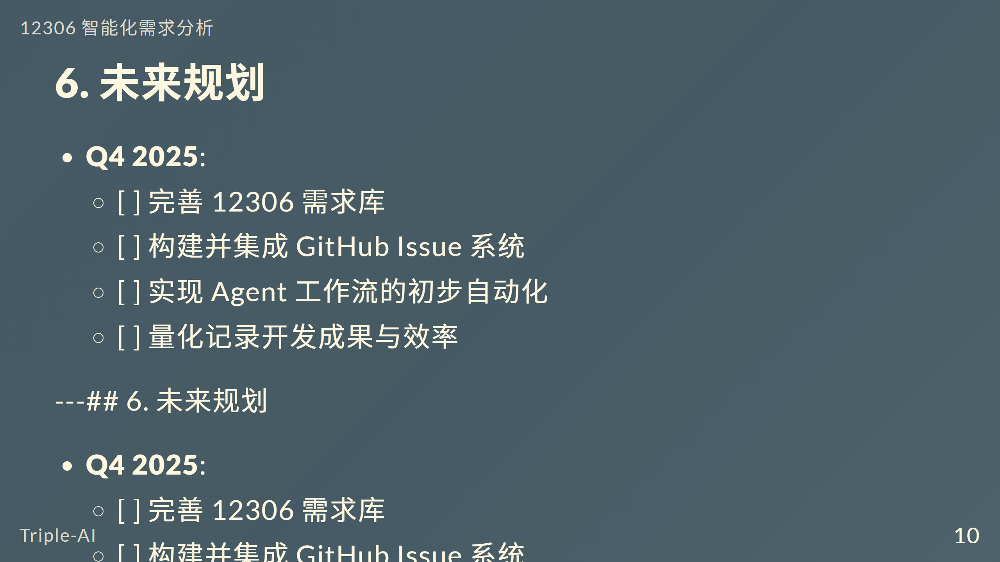 12306 智能化需求分析
6. 未来规划
• Q4 2025:
○ [ ] 完善 12306 需求库
○ [ ] 构建并集成 GitHub Issue 系统
○ [ ] 实现 Agent 工作流的初步自动化
○ [ ] 量化记录开发成果与效率
---## 6. 未来规划
• Q4 2025:
○ [ ] 完善 12306 需求库
○ [ ] 构建并集成 GitHub Issue 系统
Triple-AI
10